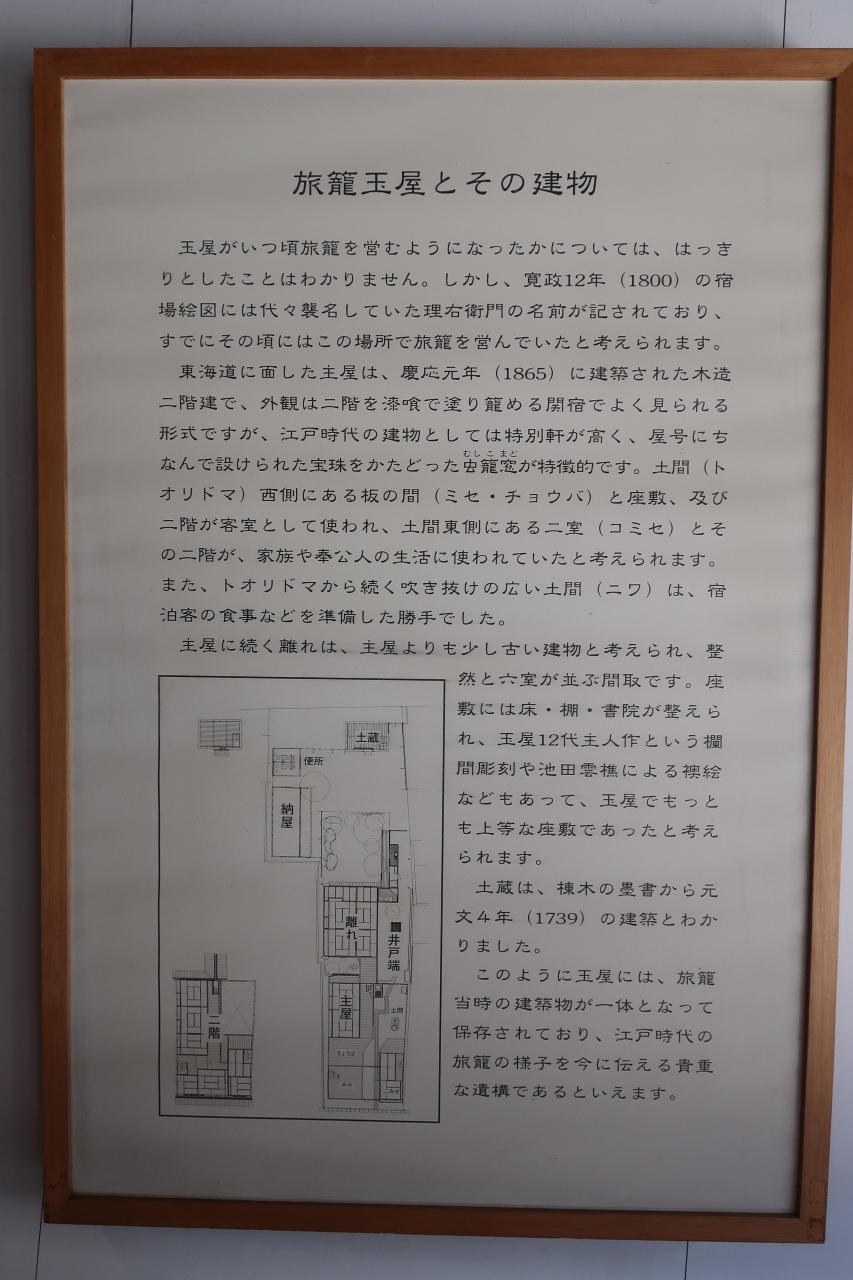 旅籠玉屋とその建物
玉屋がいつ頃旅籠を営むようになったかについては、はっき
りとしたことはわかりません。しかし、寛政12年（1800）の宿
場絵図には代々襲名していた理右衛門の名前が記されており、
すでにその頃にはこの場所で旅籠を営んでいたと考えられます。
東海道に面した主屋は、慶応元年（1865）に建築された木造
二階建で、外観は二階を漆喰で塗り籠める関宿でよく見られる
形式ですが、江戸時代の建物としては特別軒が高く、屋号にち
むしこまど
なんで設けられた宝珠をかたどった虫籠窓が特徴的です。土間（ト
オリドマ）西側にある板の間（ミセ・チョウバ）と座敷、及び
二階が客室として使われ、土間東側にある二室（コミセ）とそ
の二階が、家族や奉公人の生活に使われていたと考えられます。
また、トオリドマから続く吹き抜けの広い土間（ニワ）は、宿
泊客の食事などを準備した勝手でした。
主屋に続く離れは、主屋よりも少し古い建物と考えられ、整
然と六室が並ぶ間取です。座
敷には床・棚・書院が整えら
れ、玉屋12代主人作という欄
間彫刻や池田雲樵による襖絵
などもあって、玉屋でもっと
も上等な座敷であったと考え
られます。
土蔵は、棟木の墨書から元
文4年（1739）の建築とわか
りました。
このように玉屋には、旅籠
当時の建築物が一体となって
保存されており、江戸時代の
旅籠の様子を今に伝える貴重
な遺構であるといえます。
土蔵
便所
納屋
離れ
井戸端
主屋
土間
二階
ちょうば
みせ
こみせ